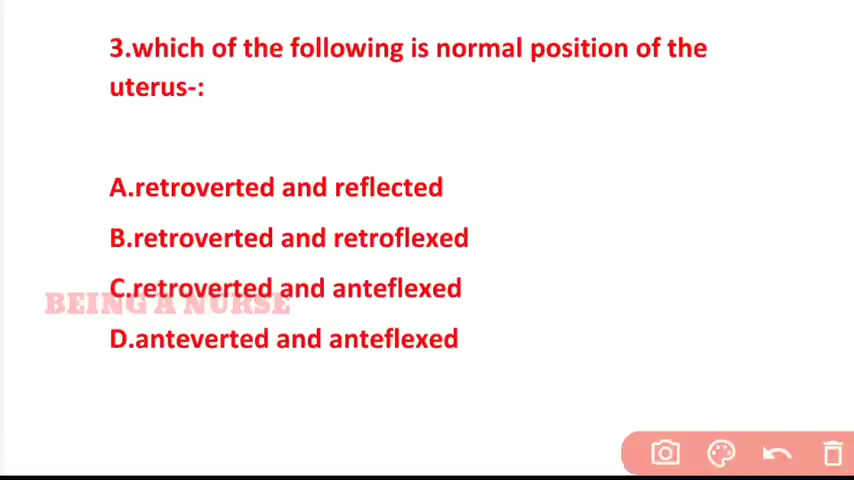 3.which of the following is normal position of the
uterus-:
A.retroverted and reflected
B.retroverted and retroflexed
C.retroverted and anteflexed
BEING A NURSE
D.anteverted and anteflexed